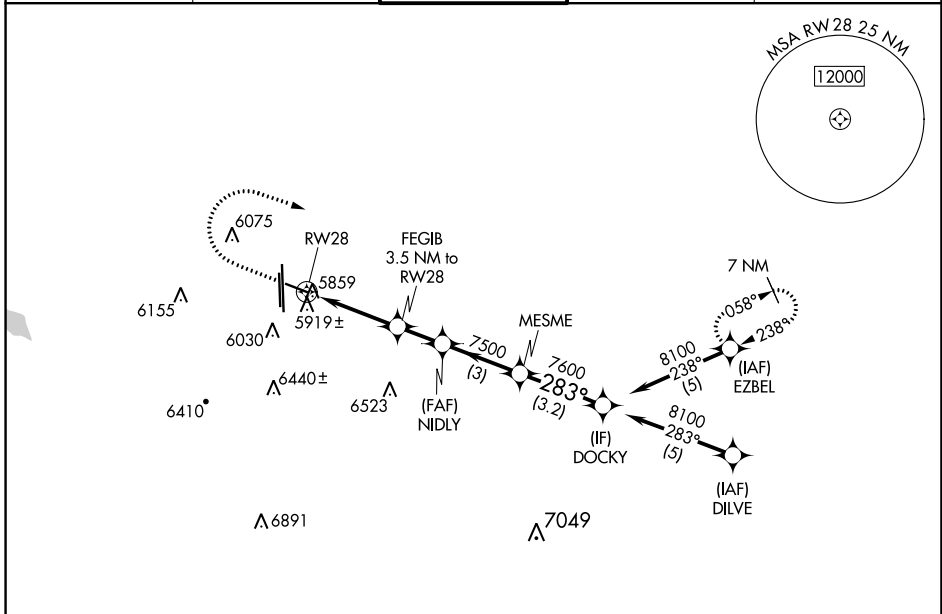 MSA RW 28 25 NM
12000
6075
RW28
FEGIB
3.5 NM to
RW28
7 NM
058°
238°
6155
5859
5919±
6030
MESME
7500
(3)
7600
283°
(3.2)
8100
238°
(5)
(IAF)
EZBEL
6440±
6410
6523
(FAF)
NIDLY
(IF)
DOCKY
8100
283°
(5)
(IAF)
DILVE
6891
7049